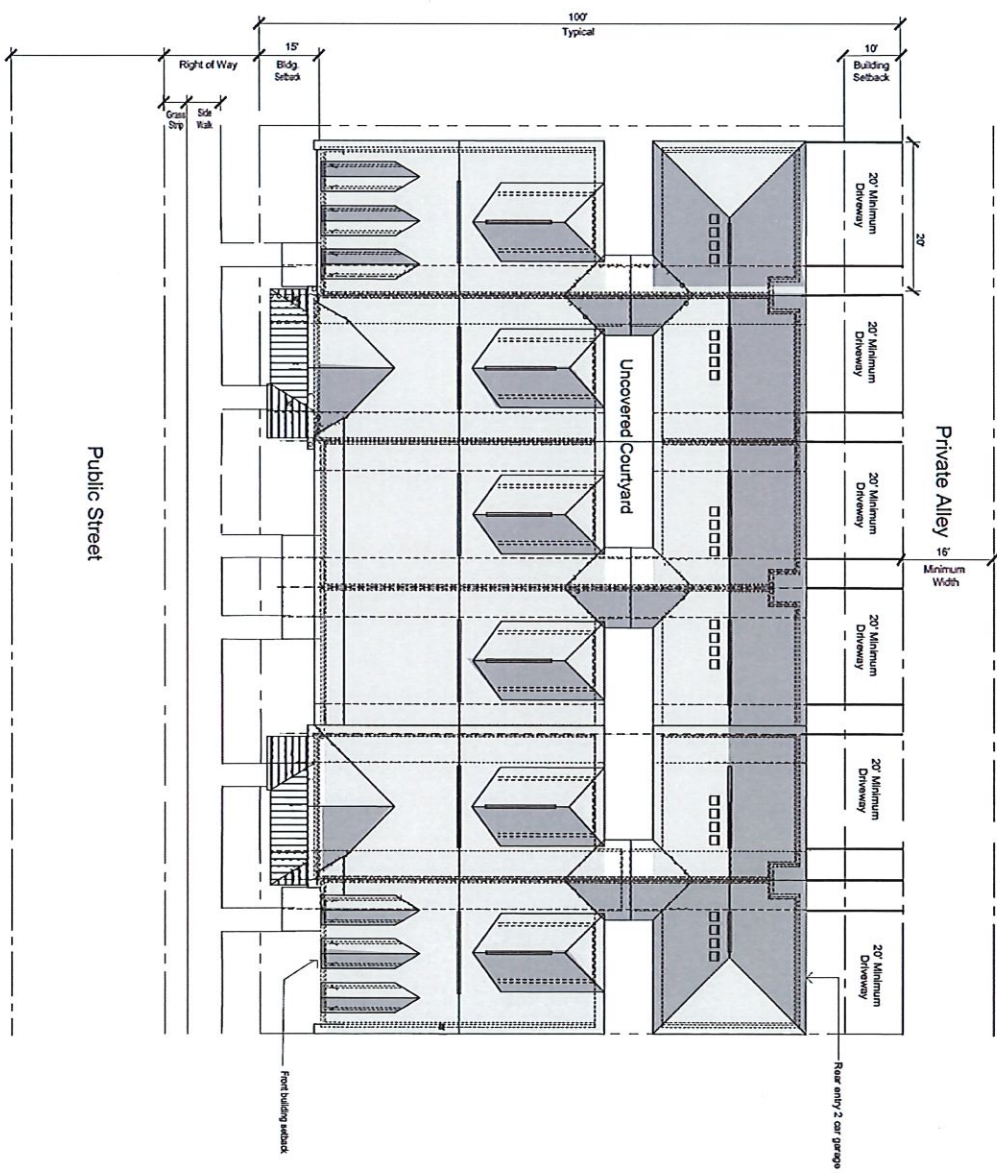 100'
Typical
15'
Bldg.
Setback
10'
Building
Setback
Right of Way
Grass
Strip
Side
Walk
20'
20' Minimum
Driveway
20' Minimum
Driveway
20' Minimum
Driveway
20' Minimum
Driveway
20' Minimum
Driveway
20' Minimum
Driveway
Uncovered Courtyard
Private Alley
16'
Minimum
Width
Public Street
Front building setback
Rear entry 2 car garage